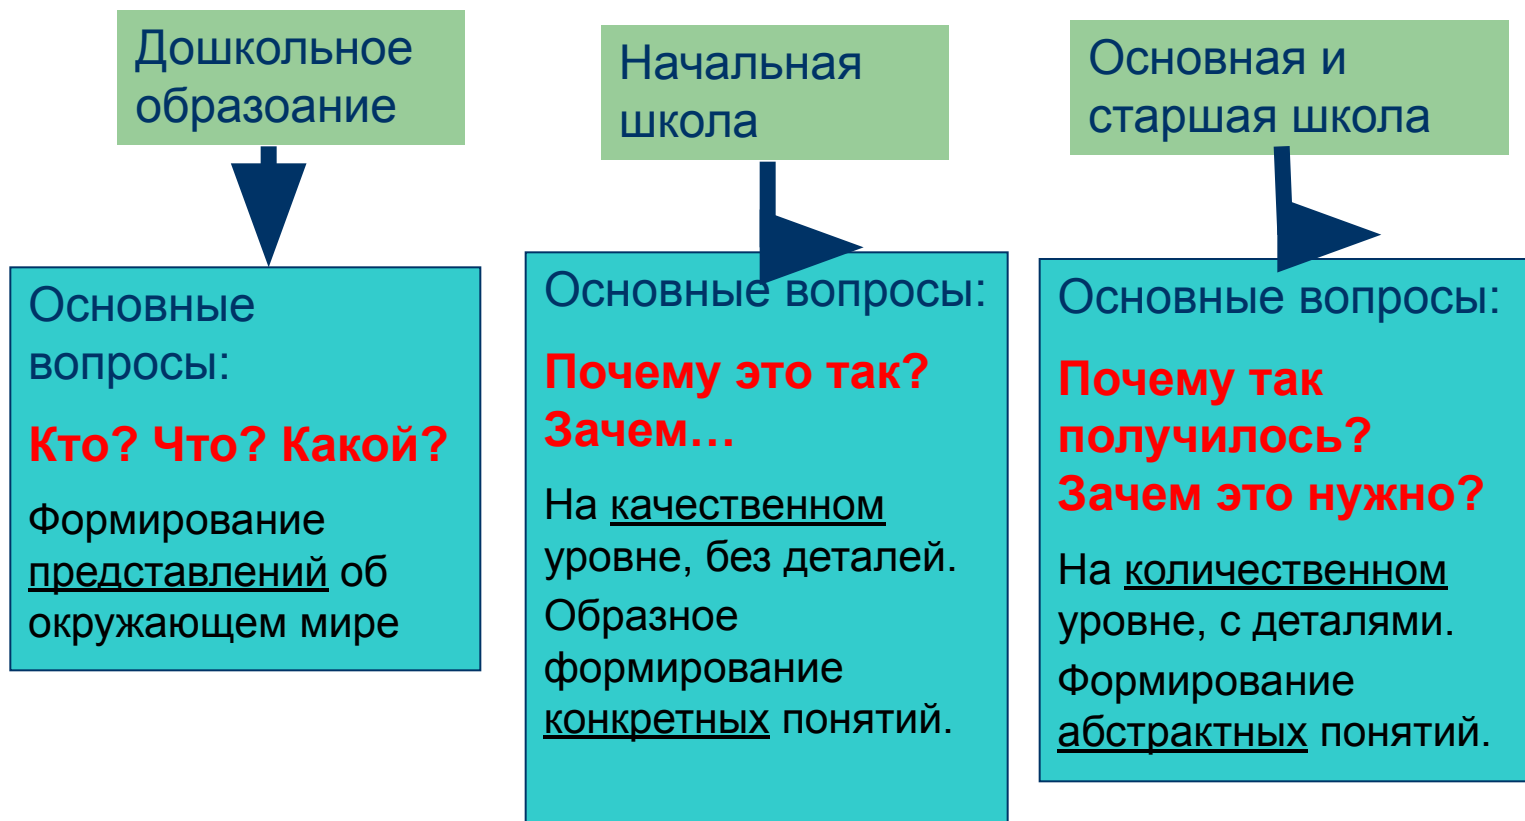 Дошкольное
образоание
Начальная
школа
Основная и
старшая школа
Основные
вопросы:
Кто? Что? Какой?
Формирование
представлений об
окружающем мире
Основные вопросы:
Почему это так?
Зачем…
На качественном
уровне, без деталей.
Образное
формирование
конкретных понятий.
Основные вопросы:
Почему так
получилось?
Зачем это нужно?
На количественном
уровне, с деталями.
Формирование
абстрактных понятий.